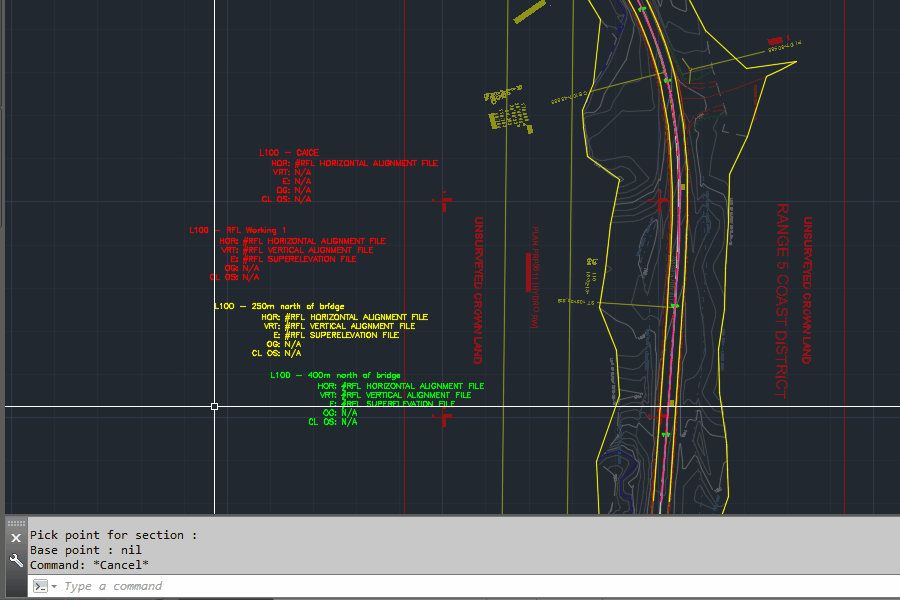 L100 - CAICE
HOR: #RFL HORIZONTAL ALIGNMENT FILE
VRT: N/A
E: N/A
OG: N/A
CL OS: N/A
L100 - RFL Working 1
HOR: #RFL HORIZONTAL ALIGNMENT FILE
VRT: #RFL VERTICAL ALIGNMENT FILE
E: #RFL SUPERELEVATION FILE
OG: N/A
CL OS: N/A
L100 - 250m north of bridge
HOR: #RFL HORIZONTAL ALIGNMENT FILE
VRT: #RFL VERTICAL ALIGNMENT FILE
E: #RFL SUPERELEVATION FILE
OG: N/A
CL OS: N/A
L100 - 400m north of bridge
HOR: #RFL HORIZONTAL ALIGNMENT FILE
VRT: #RFL VERTICAL ALIGNMENT FILE
E: #RFL SUPERELEVATION FILE
OG: N/A
CL OS: N/A
UNSURVEYED CROWN LAND
RANGE 5 COAST DISTRICT
UNSURVEYED CROWN LAND
Pick point for section :
Base point : nil
Command: *Cancel*
Type a command